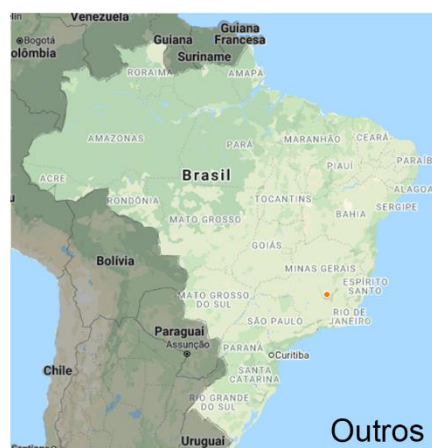 Venezuela
Bogotá
olômbia
Guiana
Guiana
Francesa
Suriname
RORAIMA
AMAPÁ
AMAZONAS
PARÁ
MARANHÃO
CEARÁ
PIAUÍ
PARAÍB
ACRE
Brasil
ALAGOA
SERGIPE
RONDÔNIA
TOCANTINS
MATO GROSSO
BAHIA
GOIÁS
Bolívia
MINAS GERAIS
ESPÍRITO
SANTO
MATO GROSSO
DO SUL
RIO DE
JANEIRO
SÃO PAULO
Paraguai
Assunção
PARANÁ
Curitiba
Chile
SANTA
CATARINA
RIO GRANDE
DO SUL
Outros
Uruguai